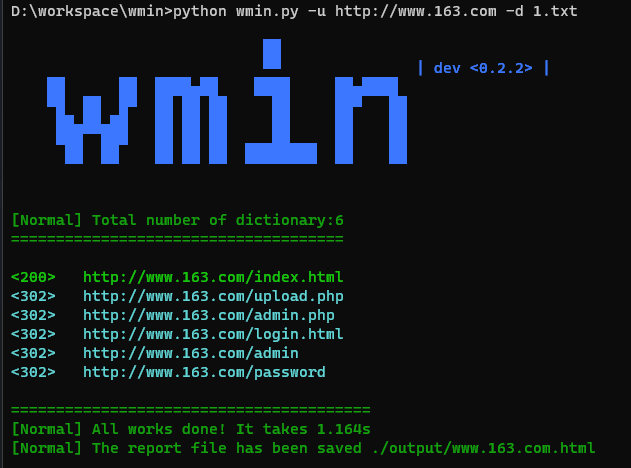 D:\workspace\wmin>python wmin.py -u http://www.163.com -d 1.txt
wmin
| dev <0.2.2> |
[Normal] Total number of dictionary:6
=====================================
<200>   http://www.163.com/index.html
<302>   http://www.163.com/upload.php
<302>   http://www.163.com/admin.php
<302>   http://www.163.com/login.html
<302>   http://www.163.com/admin
<302>   http://www.163.com/password
========================================
[Normal] All works done! It takes 1.164s
[Normal] The report file has been saved ./output/www.163.com.html